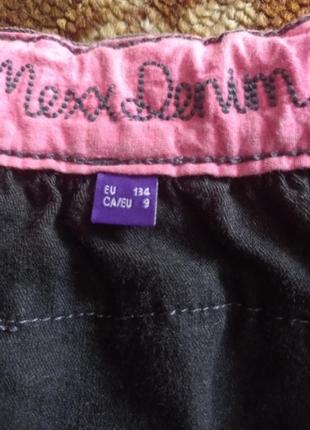 Mexx Denim
EU 134
CA/EU 9